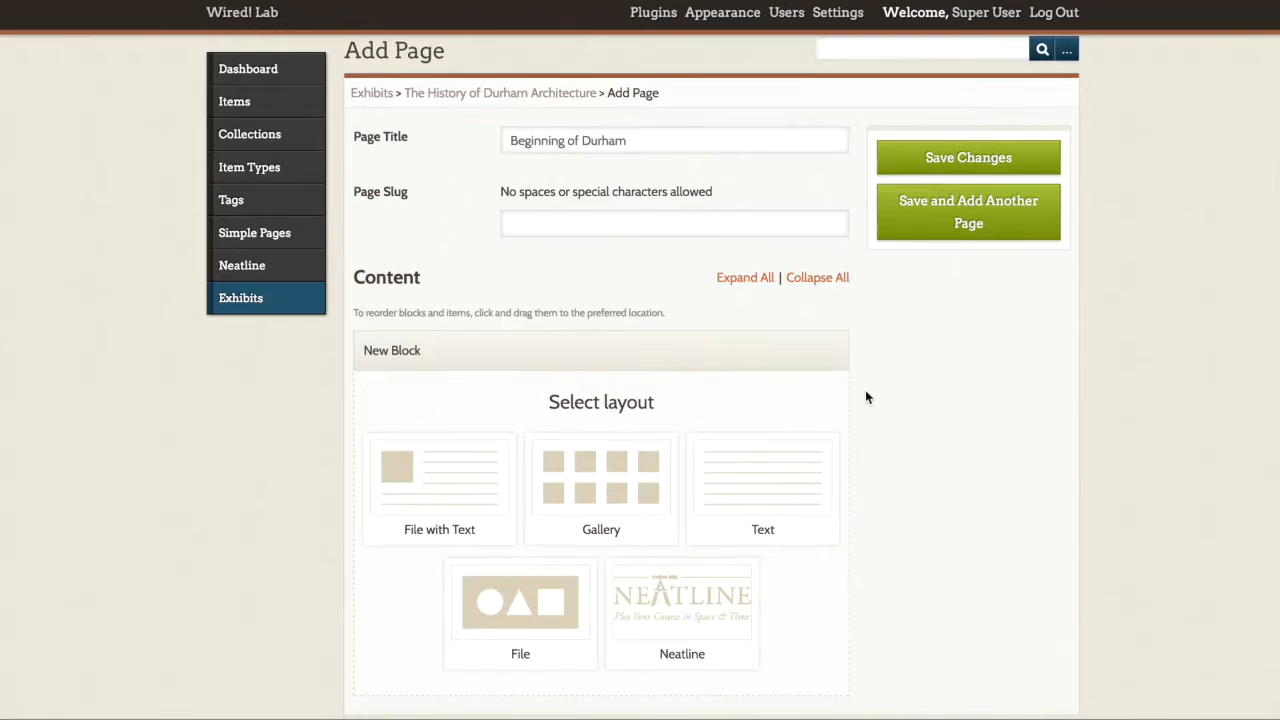 Wired! Lab
Plugins Appearance Users Settings Welcome, Super User Log Out
Add Page
...
Dashboard
Items
Collections
Item Types
Tags
Simple Pages
Neatline
Exhibits
Exhibits > The History of Durham Architecture > Add Page
Page Title
Beginning of Durham
Page Slug
No spaces or special characters allowed
Save Changes
Save and Add Another
Page
Content
Expand All | Collapse All
To reorder blocks and items, click and drag them to the preferred location.
New Block
Select layout
File with Text
Gallery
Text
NEATLINE
Plot Your Course in Space & Time
File
Neatline